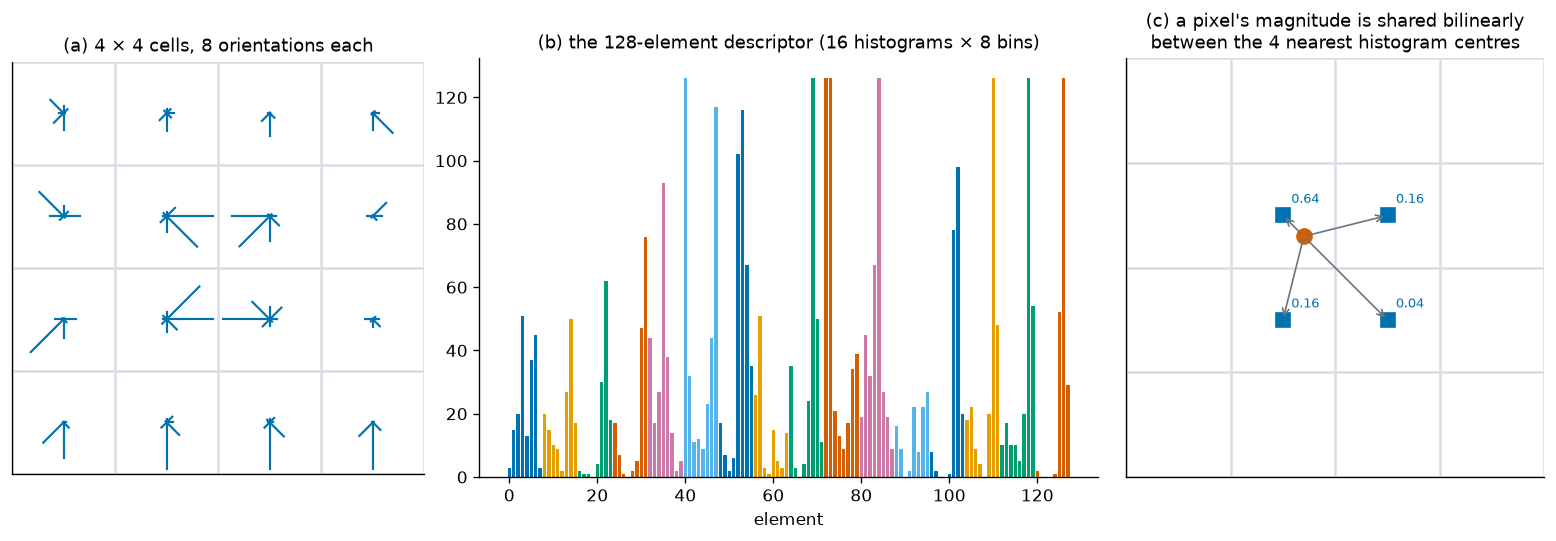 (a) 4 × 4 cells, 8 orientations each
(b) the 128-element descriptor (16 histograms × 8 bins)
120
100
80
60
40
20
0
0 20 40 60 80 100 120
element
(c) a pixel's magnitude is shared bilinearly
between the 4 nearest histogram centres
0.64 0.16
0.16 0.04